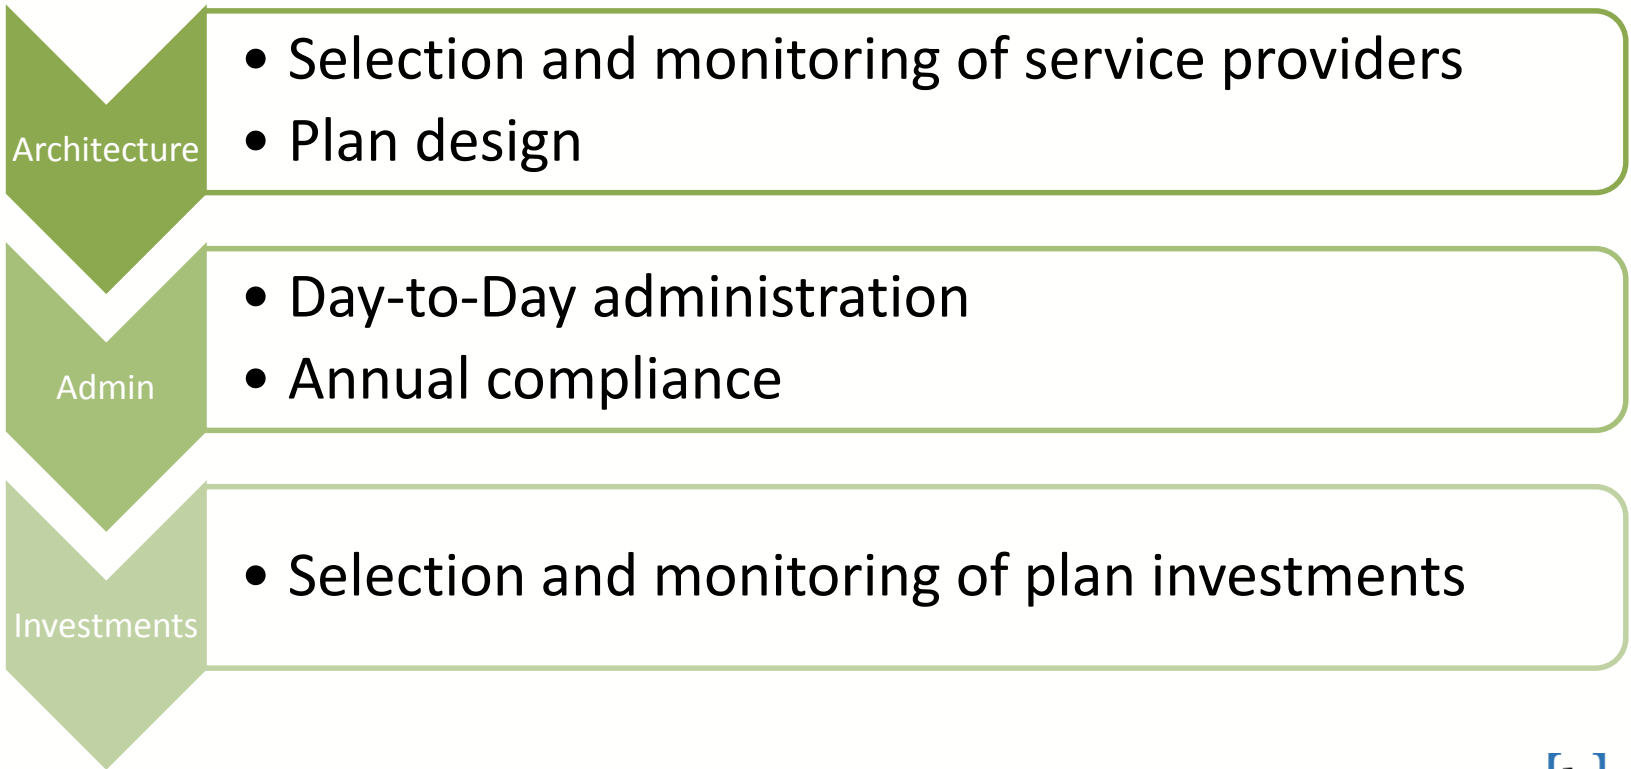 Architecture
• Selection and monitoring of service providers
• Plan design
Admin
• Day-to-Day administration
• Annual compliance
Investments
• Selection and monitoring of plan investments